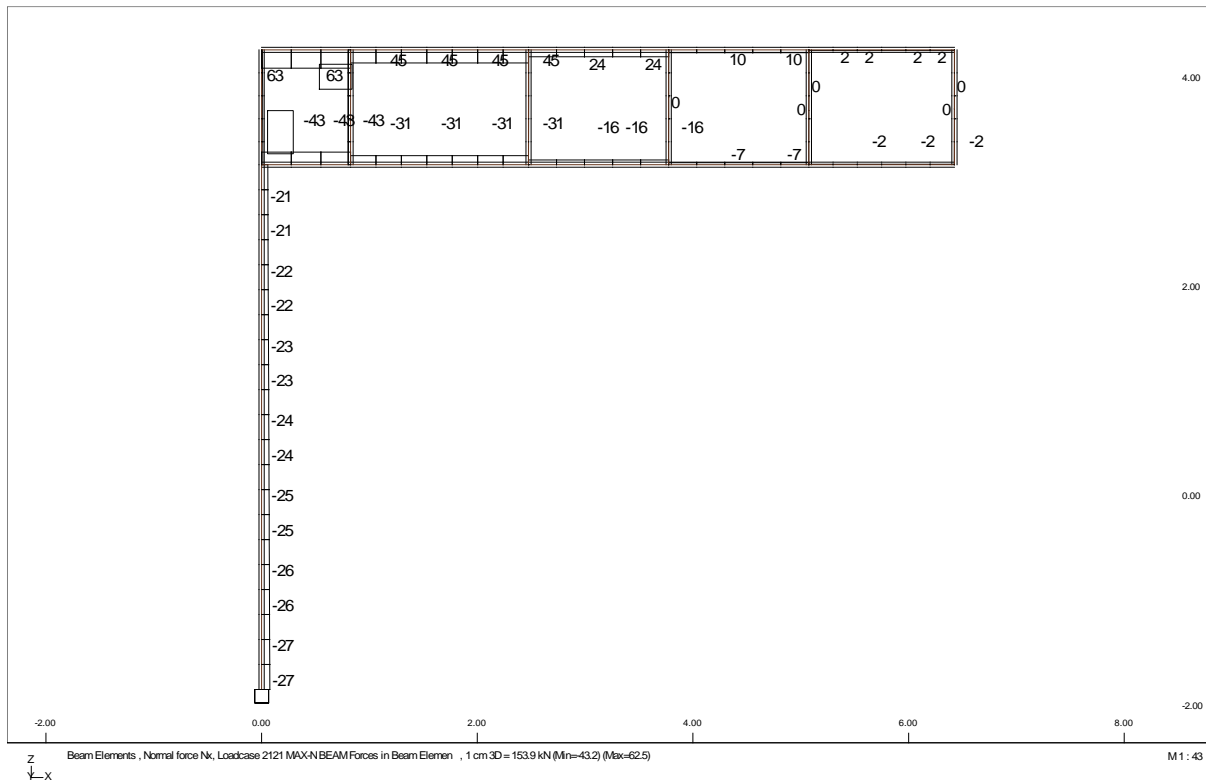 45 45 45 45 24 24 10 10 2 2 2 2
63 63 4.00
0 0
0 0 0
-43 -43 -43 -31 -31 -31 -31 -16 -16 -16
-2 -2 -2
-7 -7
-21
-21
-22
2.00
-22
-23
-23
-24
-24
-25 0.00
-25
-26
-26
-27
-27
-2.00
-2.00 0.00 2.00 4.00 6.00 8.00
Z
Y X
Beam Elements , Normal force Nx, Loadcase 2121 MAX-N BEAM Forces in Beam Elemen , 1 cm 3D = 153.9 kN (Min=-43.2) (Max=62.5)
M 1 : 43